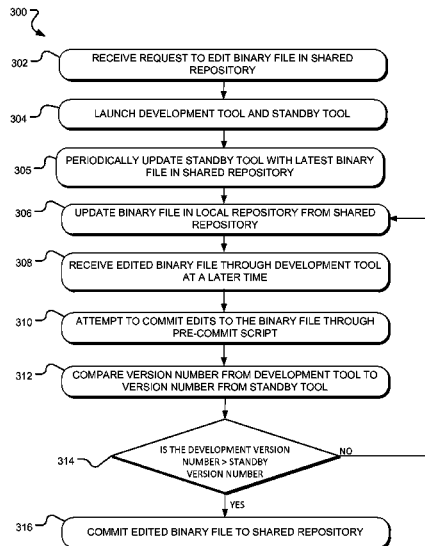 300
302
RECEIVE REQUEST TO EDIT BINARY FILE IN SHARED
REPOSITORY
304
LAUNCH DEVELOPMENT TOOL AND STANDBY TOOL
305
PERIODICALLY UPDATE STANDBY TOOL WITH LATEST BINARY
FILE IN SHARED REPOSITORY
306
UPDATE BINARY FILE IN LOCAL REPOSITORY FROM SHARED
REPOSITORY
308
RECEIVE EDITED BINARY FILE THROUGH DEVELOPMENT TOOL
AT A LATER TIME
310
ATTEMPT TO COMMIT EDITS TO THE BINARY FILE THROUGH
PRE-COMMIT SCRIPT
312
COMPARE VERSION NUMBER FROM DEVELOPMENT TOOL TO
VERSION NUMBER FROM STANDBY TOOL
314
IS THE DEVELOPMENT VERSION
NUMBER > STANDBY
VERSION NUMBER
NO
YES
316
COMMIT EDITED BINARY FILE TO SHARED REPOSITORY